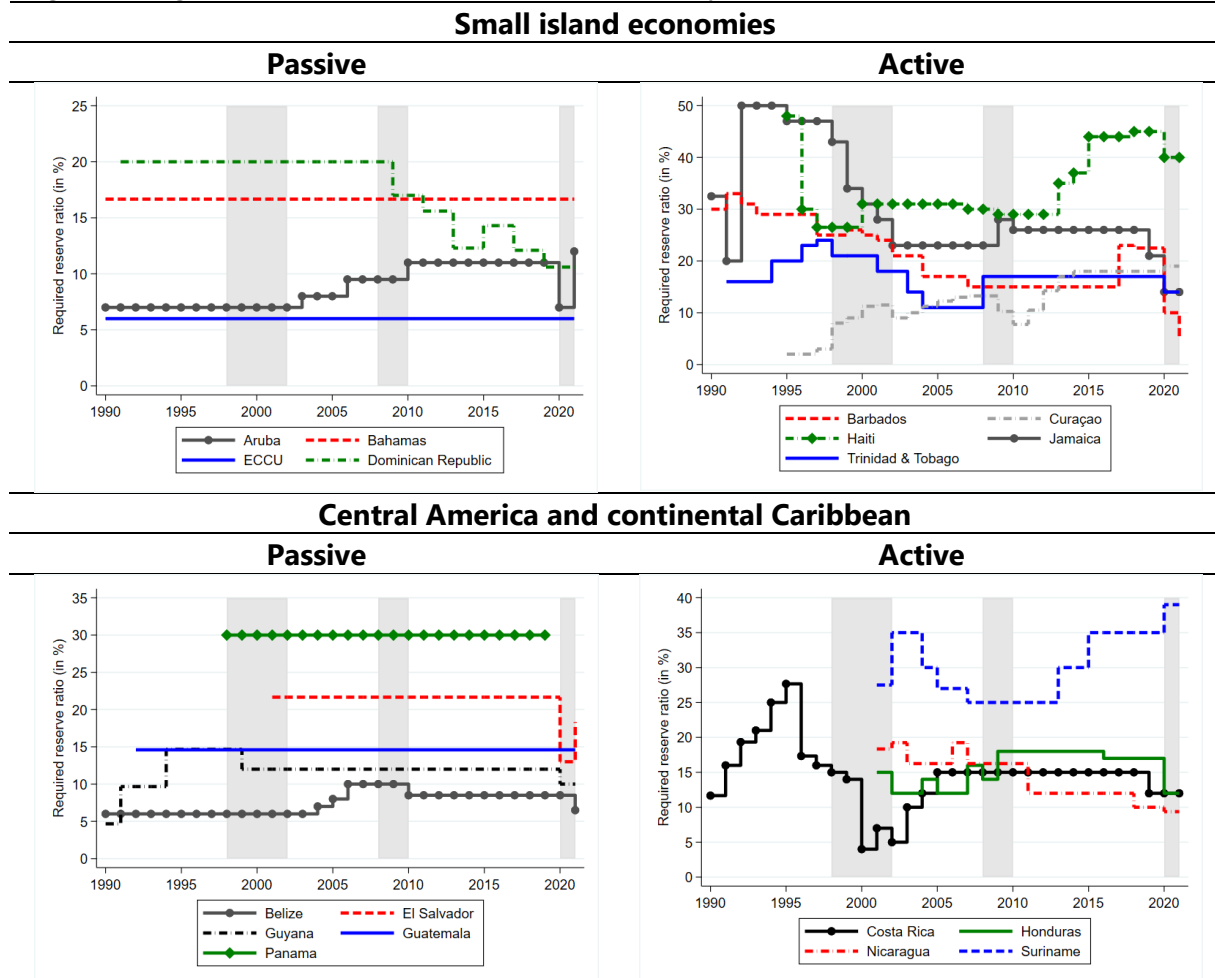 Small island economies
Passive Active
Required reserve ratio (in %)
25
20
15
10
5
0
1990 1995 2000 2005 2010 2015 2020
Aruba Bahamas
ECCU Dominican Republic
Required reserve ratio (in %)
50
40
30
20
10
0
1990 1995 2000 2005 2010 2015 2020
Barbados Curaçao
Haiti Jamaica
Trinidad & Tobago
Central America and continental Caribbean
Passive Active
Required reserve ratio (in %)
35
30
25
20
15
10
5
0
1990 1995 2000 2005 2010 2015 2020
Belize El Salvador
Guyana Guatemala
Panama
Required reserve ratio (in %)
40
35
30
25
20
15
10
5
0
1990 1995 2000 2005 2010 2015 2020
Costa Rica Honduras
Nicaragua Suriname